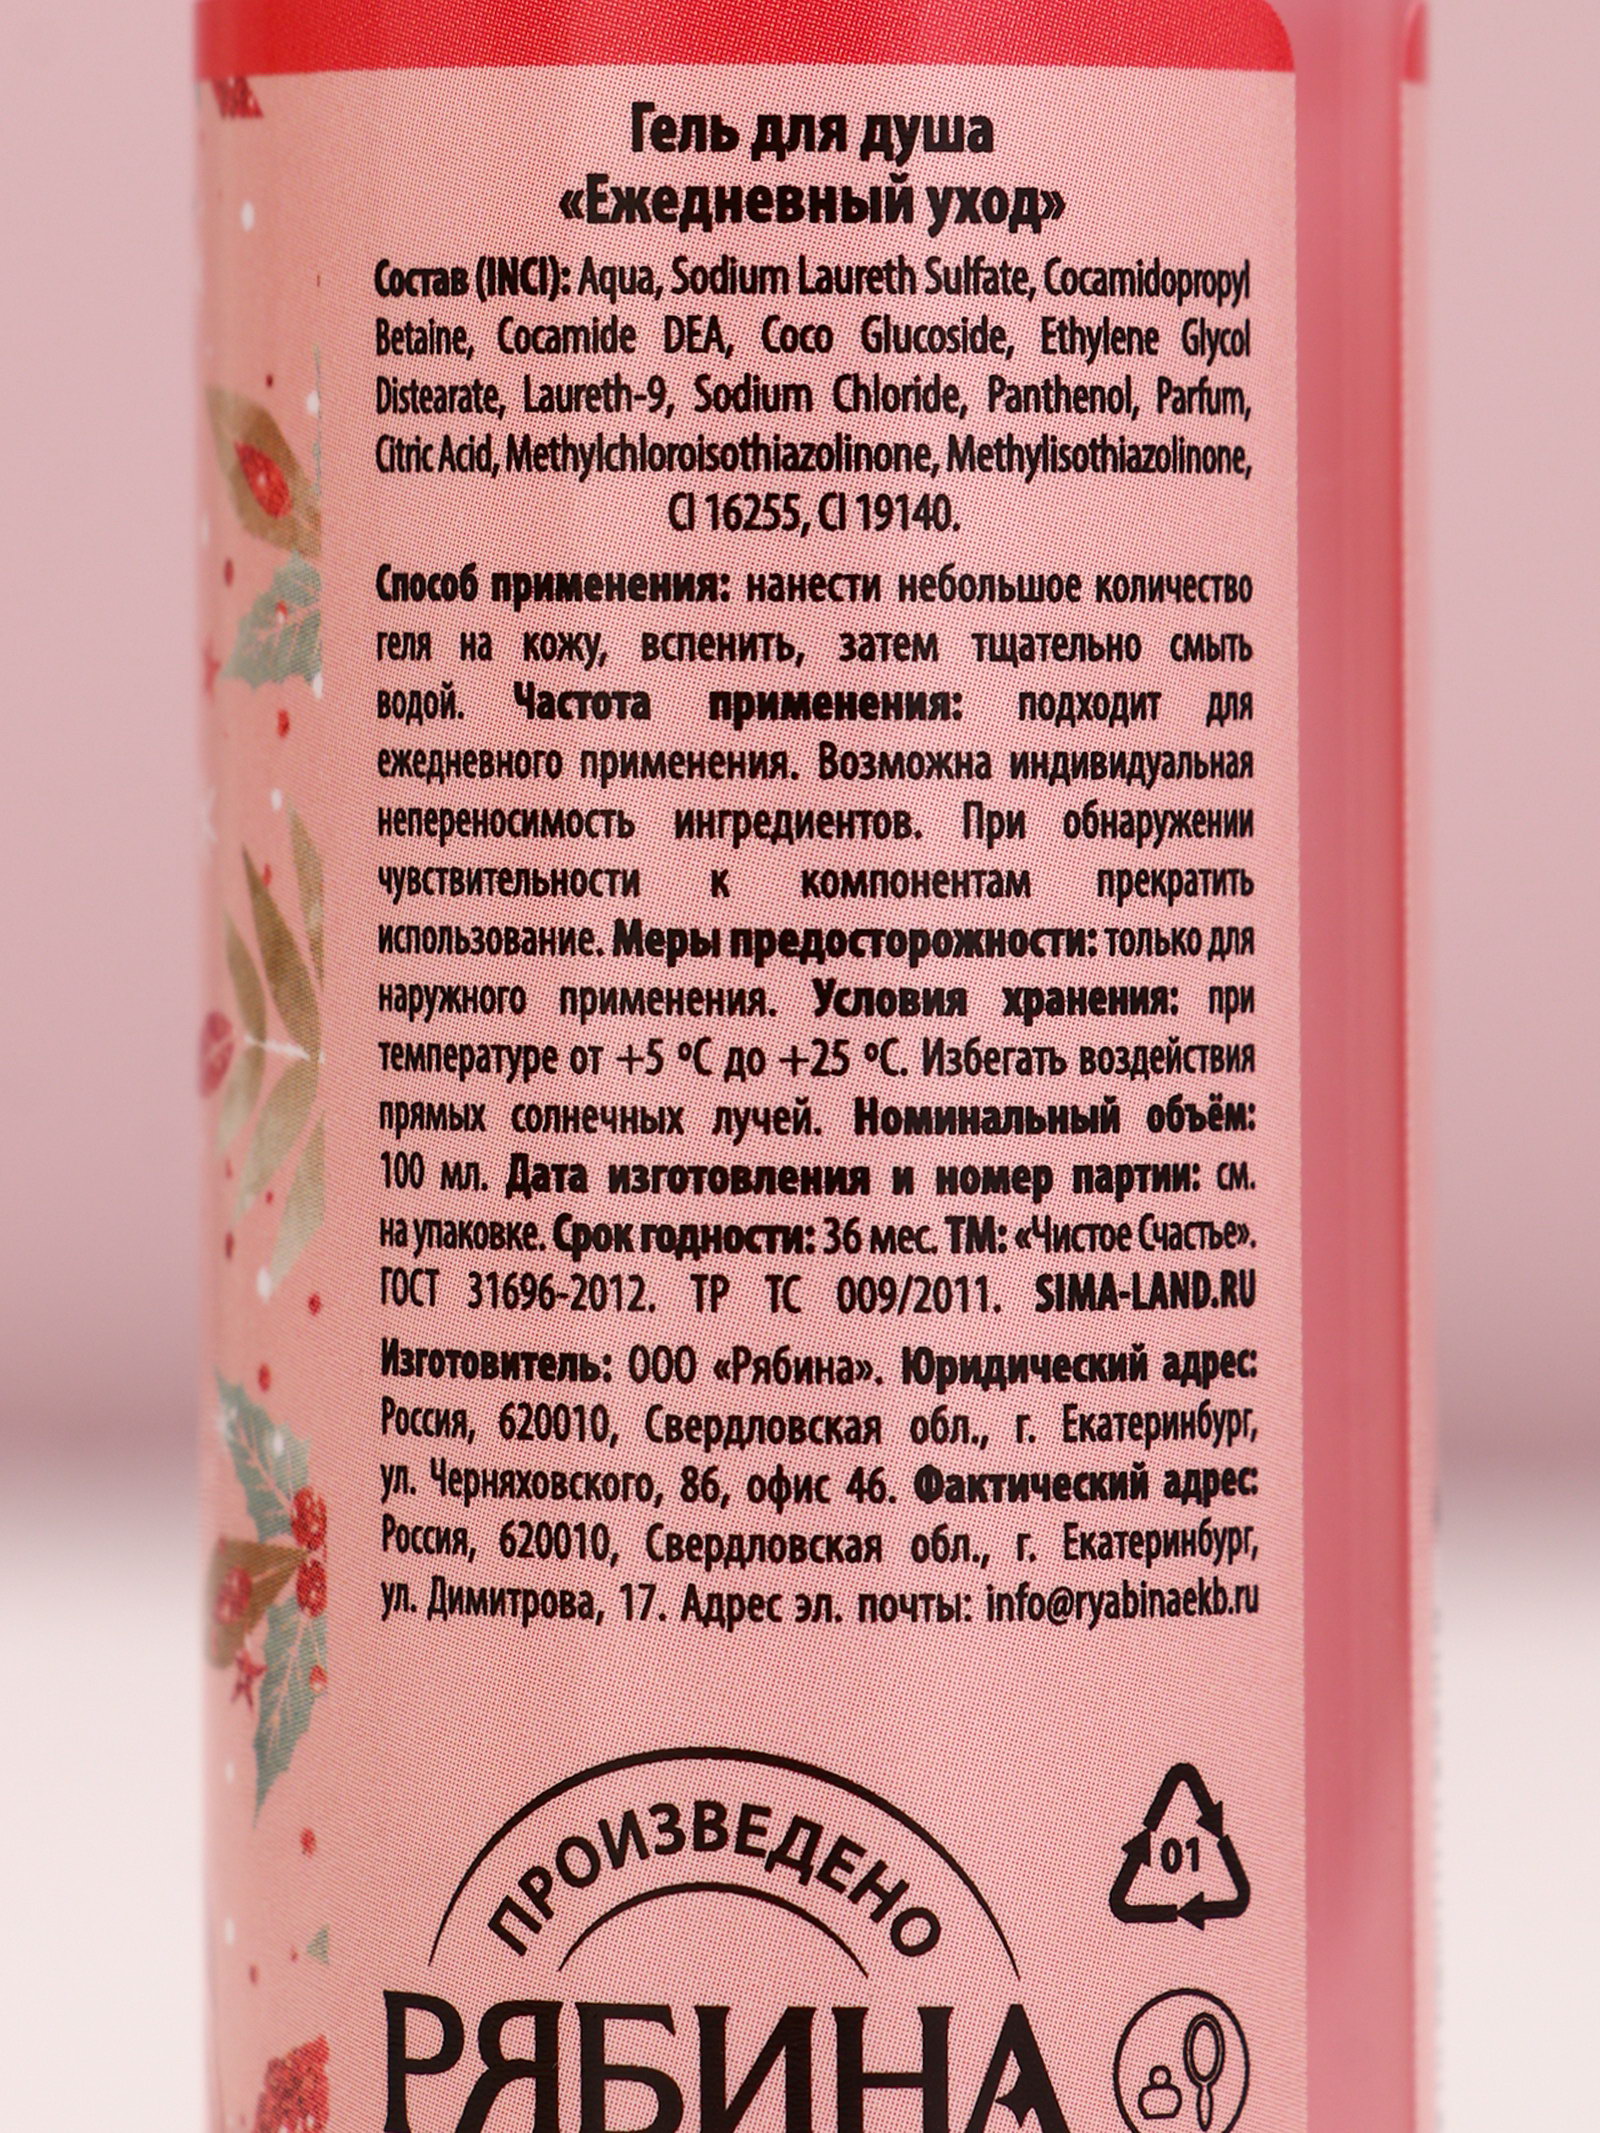 Гель для душа
«Ежедневный уход»
Состав (INCI): Aqua, Sodium Laureth Sulfate, Cocamidopropyl
Betaine, Cocamide DEA, Coco Glucoside, Ethylene Glycol
Distearate, Laureth-9, Sodium Chloride, Panthenol, Parfum,
Citric Acid, Methylchloroisothiazolinone, Methylisothiazolinone,
CI 16255, CI 19140.
Способ применения: нанести небольшое количество
геля на кожу, вспенить, затем тщательно смыть
водой. Частота применения: подходит для
ежедневного применения. Возможна индивидуальная
непереносимость ингредиентов. При обнаружении
чувствительности к компонентам прекратить
использование. Меры предосторожности: только для
наружного применения. Условия хранения: при
температуре от +5 ºС до +25 ºС. Избегать воздействия
прямых солнечных лучей. Номинальный объём:
100 мл. Дата изготовления и номер партии: см.
на упаковке. Срок годности: 36 мес. ТМ: «Чистое Счастье».
ГОСТ 31696-2012. ТР ТС 009/2011. SIMA-LAND.RU
Изготовитель: ООО «Рябина». Юридический адрес:
Россия, 620010, Свердловская обл., г. Екатеринбург,
ул. Черняховского, 86, офис 46. Фактический адрес:
Россия, 620010, Свердловская обл., г. Екатеринбург,
ул. Димитрова, 17. Адрес эл. почты: info@ryabinaekb.ru
ПРОИЗВЕДЕНО
01
РЯБИНА